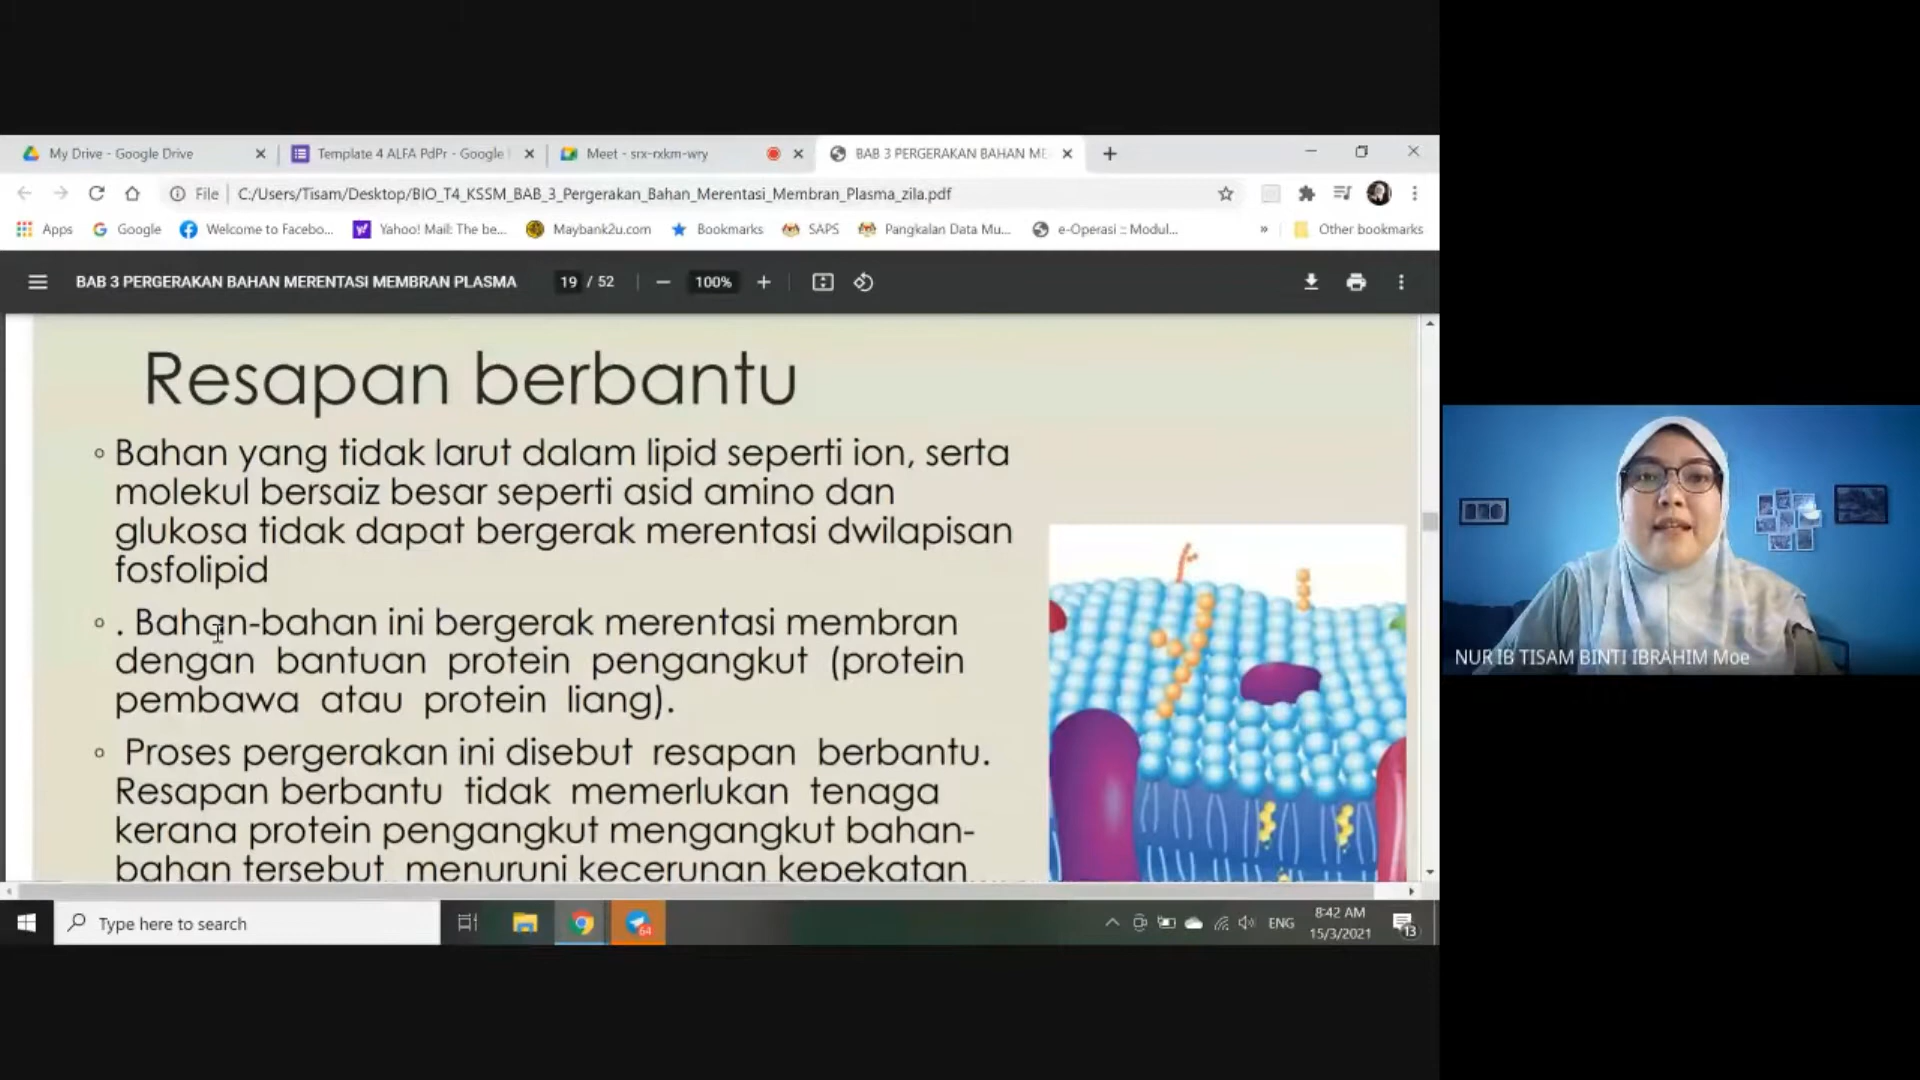 My Drive - Google Drive
Template 4 ALFA PdPr - Google
Meet - srx-rxkm-wry
BAB 3 PERGERAKAN BAHAN ME
File
C:/Users/Tisam/Desktop/BIO_T4_KSSM_BAB_3_Pergerakan_Bahan_Merentasi_Membran_Plasma_zila.pdf
Apps
Google
Welcome to Facebo...
Yahoo! Mail: The be...
Maybank2u.com
Bookmarks
SAPS
Pangkalan Data Mu...
e-Operasi :: Modul...
»
Other bookmarks
BAB 3 PERGERAKAN BAHAN MERENTASI MEMBRAN PLASMA
19 / 52
100%
Resapan berbantu
Bahan yang tidak larut dalam lipid seperti ion, serta
molekul bersaiz besar seperti asid amino dan
glukosa tidak dapat bergerak merentasi dwilapisan
fosfolipid
. Bahan-bahan ini bergerak merentasi membran
dengan bantuan protein pengangkut (protein
pembawa atau protein liang).
Proses pergerakan ini disebut resapan berbantu.
Resapan berbantu tidak memerlukan tenaga
kerana protein pengangkut mengangkut bahan-
bahan tersebut menuruni kecerunan kepekatan
NUR IB TISAM BINTI IBRAHIM Moe
Type here to search
64
ENG
8:42 AM
15/3/2021
13